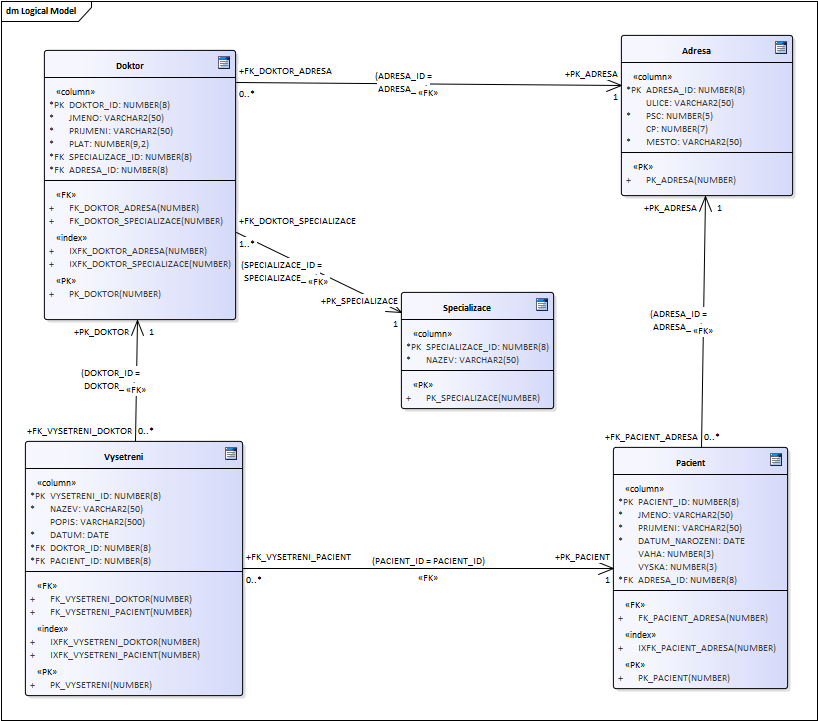 dm Logical Model
Doktor
«column»
*PK DOKTOR_ID: NUMBER(8)
* JMENO: VARCHAR2(50)
* PRIJMENI: VARCHAR2(50)
* PLAT: NUMBER(9,2)
*FK SPECIALIZACE_ID: NUMBER(8)
*FK ADRESA_ID: NUMBER(8)
«FK»
+ FK_DOKTOR_ADRESA(NUMBER)
+ FK_DOKTOR_SPECIALIZACE(NUMBER)
«index»
+ IXFK_DOKTOR_ADRESA(NUMBER)
+ IXFK_DOKTOR_SPECIALIZACE(NUMBER)
«PK»
+ PK_DOKTOR(NUMBER)
+FK_DOKTOR_ADRESA
0..*
(ADRESA_ID =
ADRESA_
«FK»
+PK_ADRESA
1
Adresa
«column»
*PK ADRESA_ID: NUMBER(8)
ULICE: VARCHAR2(50)
* PSC: NUMBER(5)
CP: NUMBER(7)
* MESTO: VARCHAR2(50)
«PK»
+ PK_ADRESA(NUMBER)
+FK_DOKTOR_SPECIALIZACE
1..*
(SPECIALIZACE_ID =
SPECIALIZACE_
«FK»
+PK_SPECIALIZACE
1
Specializace
«column»
*PK SPECIALIZACE_ID: NUMBER(8)
* NAZEV: VARCHAR2(50)
«PK»
+ PK_SPECIALIZACE(NUMBER)
+PK_ADRESA
1
(ADRESA_ID =
ADRESA_
«FK»
+FK_PACIENT_ADRESA
0..*
+PK_DOKTOR
1
(DOKTOR_ID =
DOKTOR_
«FK»
+FK_VYSETRENI_DOKTOR
0..*
Vysetreni
«column»
*PK VYSETRENI_ID: NUMBER(8)
* NAZEV: VARCHAR2(50)
POPIS: VARCHAR2(500)
* DATUM: DATE
*FK DOKTOR_ID: NUMBER(8)
*FK PACIENT_ID: NUMBER(8)
«FK»
+ FK_VYSETRENI_DOKTOR(NUMBER)
+ FK_VYSETRENI_PACIENT(NUMBER)
«index»
+ IXFK_VYSETRENI_DOKTOR(NUMBER)
+ IXFK_VYSETRENI_PACIENT(NUMBER)
«PK»
+ PK_VYSETRENI(NUMBER)
+FK_VYSETRENI_PACIENT
0..*
(PACIENT_ID = PACIENT_ID)
«FK»
+PK_PACIENT
1
Pacient
«column»
*PK PACIENT_ID: NUMBER(8)
* JMENO: VARCHAR2(50)
* PRIJMENI: VARCHAR2(50)
* DATUM_NAROZENI: DATE
VAHA: NUMBER(3)
VYSKA: NUMBER(3)
*FK ADRESA_ID: NUMBER(8)
«FK»
+ FK_PACIENT_ADRESA(NUMBER)
«index»
+ IXFK_PACIENT_ADRESA(NUMBER)
«PK»
+ PK_PACIENT(NUMBER)